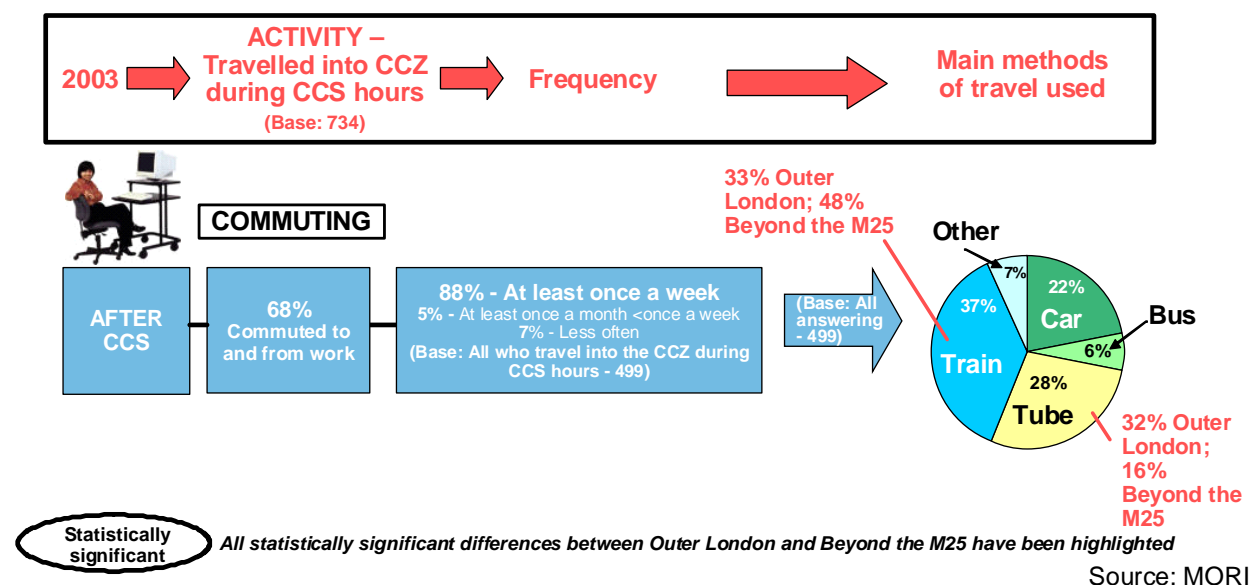 2003
ACTIVITY –
Travelled into CCZ
during CCS hours
(Base: 734)
Frequency
Main methods
of travel used
COMMUTING
AFTER
CCS
68%
Commuted to
and from work
88% - At least once a week
5% - At least once a month <once a week
7% - Less often
(Base: All who travel into the CCZ during
CCS hours - 499)
(Base: All
answering
- 499)
33% Outer
London; 48%
Beyond the M25
Other
7%
22%
Car
Bus
6%
37%
Train
28%
Tube
32% Outer
London;
16%
Beyond the
M25
Statistically
significant
All statistically significant differences between Outer London and Beyond the M25 have been highlighted
Source: MORI